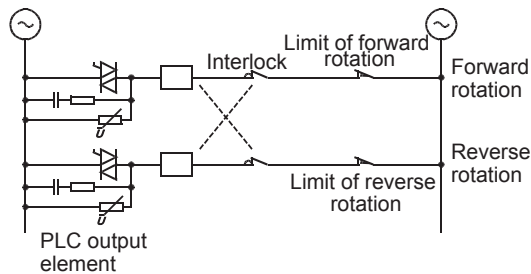 Limit of forward
rotation
Interlock
Forward
rotation
U
Reverse
rotation
Limit of reverse
rotation
U
PLC output
element